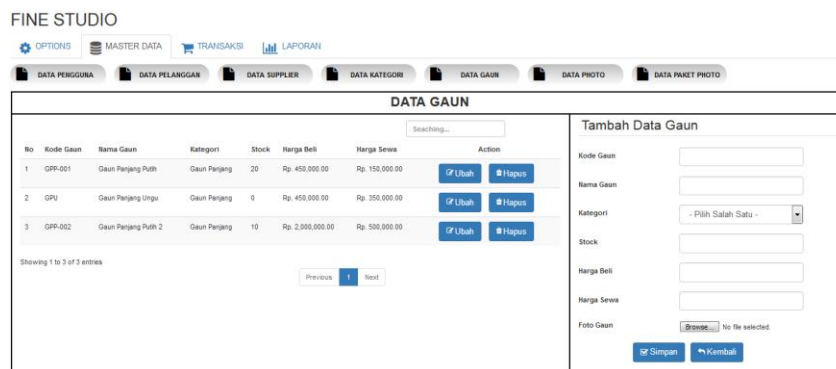 FINE STUDIO
OPTIONS MASTER DATA TRANSAKSI LAPORAN
DATA PENGGUNA DATA PELANGGAN DATA SUPPLIER DATA KATEGORI DATA GAUN DATA PHOTO DATA PAKET PHOTO
DATA GAUN
Seaching...
No Kode Gaun Nama Gaun Kategori Stock Harga Beli Harga Sewa Action
1 GPP-001 Gaun Panjang Putih Gaun Panjang 20 Rp. 450,000.00 Rp. 150,000.00 Ubah Hapus
2 GPU Gaun Panjang Ungu Gaun Panjang 0 Rp. 450,000.00 Rp. 350,000.00 Ubah Hapus
3 GPP-002 Gaun Panjang Putih 2 Gaun Panjang 10 Rp. 2,000,000.00 Rp. 500,000.00 Ubah Hapus
Showing 1 to 3 of 3 entries
Previous 1 Next
Tambah Data Gaun
Kode Gaun
Nama Gaun
Kategori - Pilih Salah Satu -
Stock
Harga Beli
Harga Sewa
Foto Gaun Browse... No file selected.
Simpan Kembali